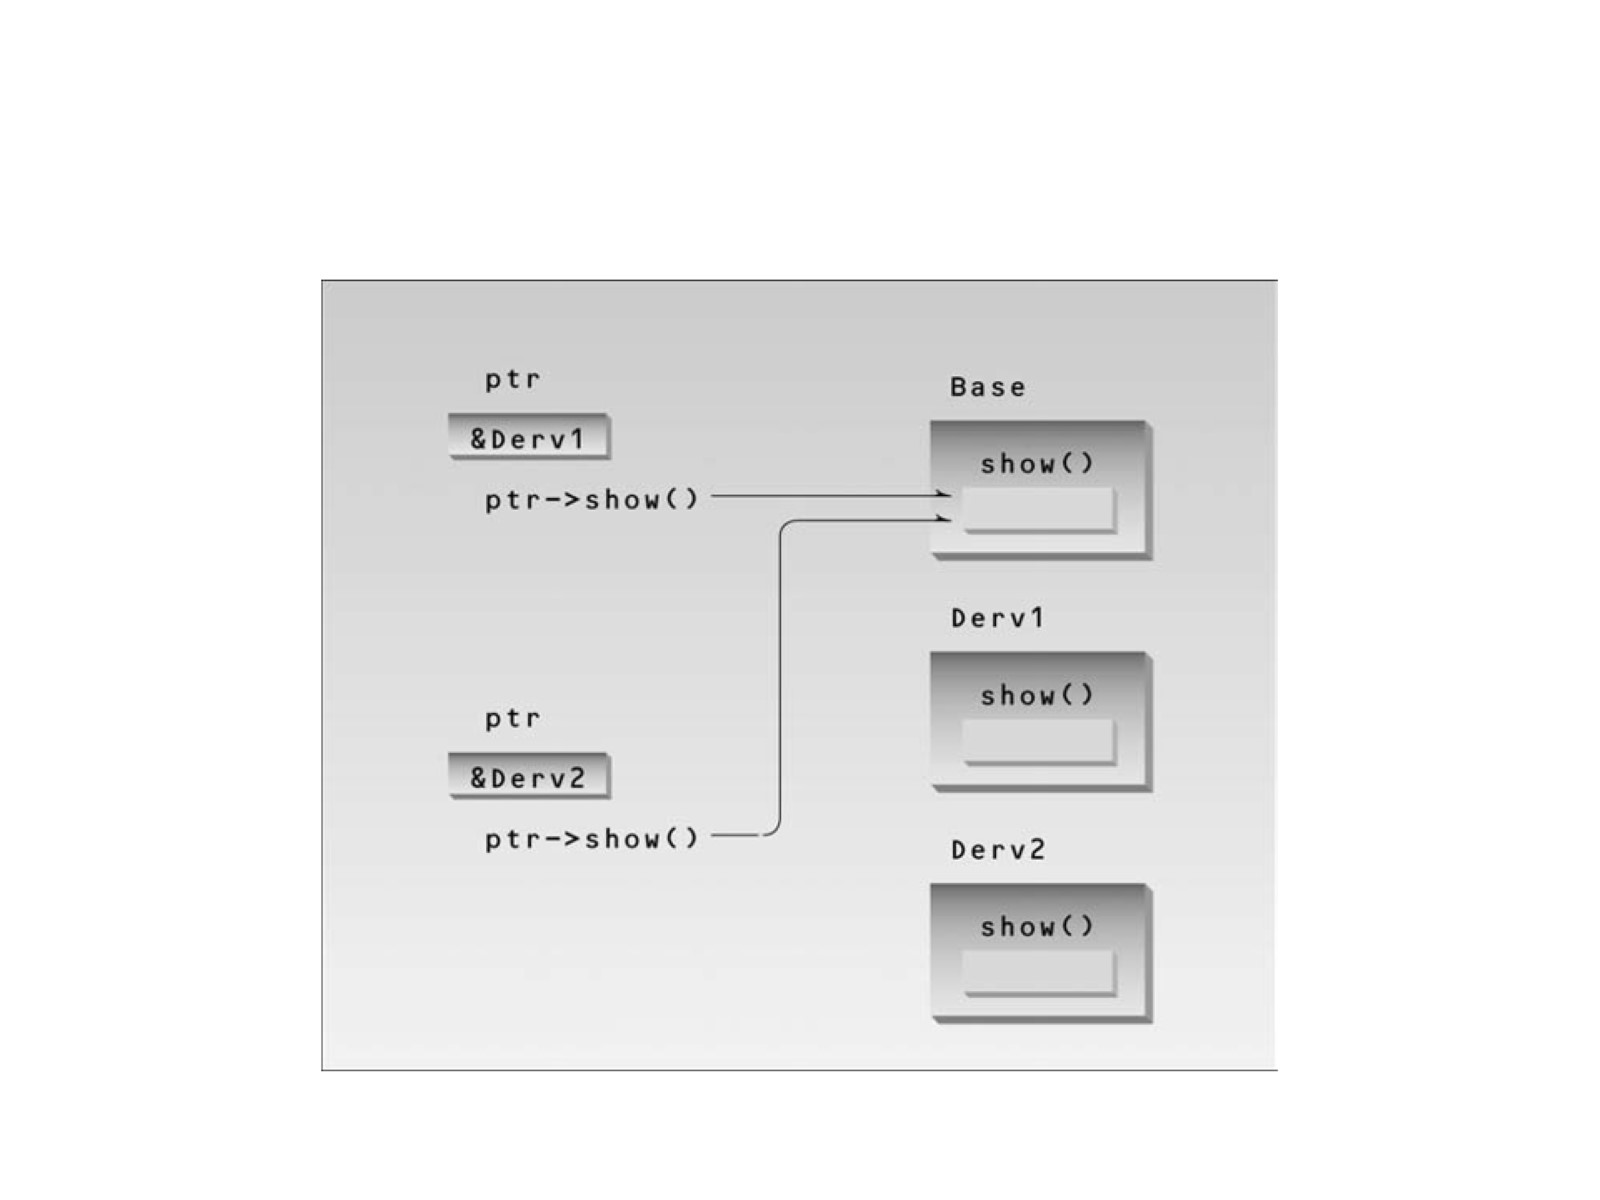 ptr
&Derv1
ptr->show()
ptr
&Derv2
ptr->show()
Base
show()
Derv1
show()
Derv2
show()